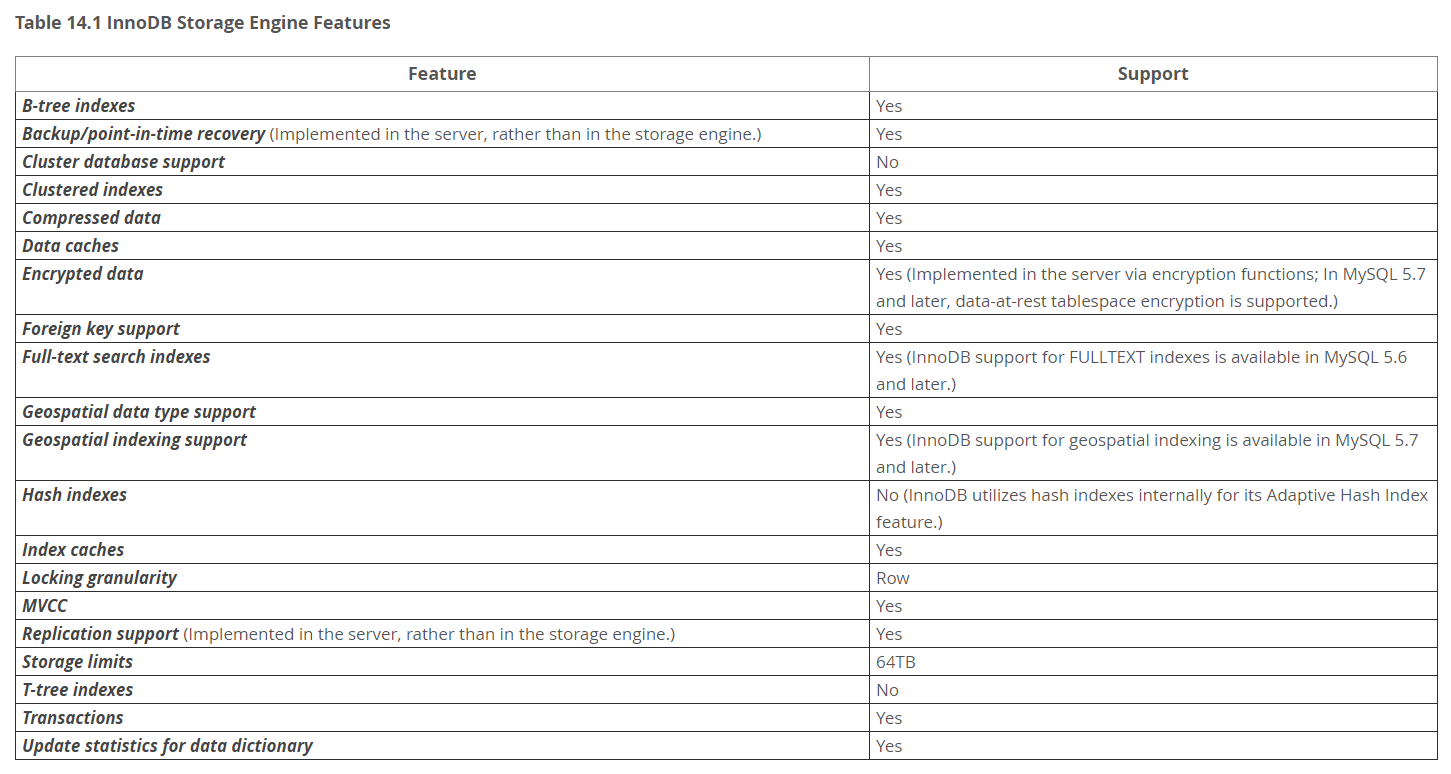 Table 14.1 InnoDB Storage Engine Features
Feature Support
B-tree indexes Yes
Backup/point-in-time recovery (Implemented in the server, rather than in the storage engine.) Yes
Cluster database support No
Clustered indexes Yes
Compressed data Yes
Data caches Yes
Encrypted data Yes (Implemented in the server via encryption functions; In MySQL 5.7
and later, data-at-rest tablespace encryption is supported.)
Foreign key support Yes
Full-text search indexes Yes (InnoDB support for FULLTEXT indexes is available in MySQL 5.6
and later.)
Geospatial data type support Yes
Geospatial indexing support Yes (InnoDB support for geospatial indexing is available in MySQL 5.7
and later.)
Hash indexes No (InnoDB utilizes hash indexes internally for its Adaptive Hash Index
feature.)
Index caches Yes
Locking granularity Row
MVCC Yes
Replication support (Implemented in the server, rather than in the storage engine.) Yes
Storage limits 64TB
T-tree indexes No
Transactions Yes
Update statistics for data dictionary Yes